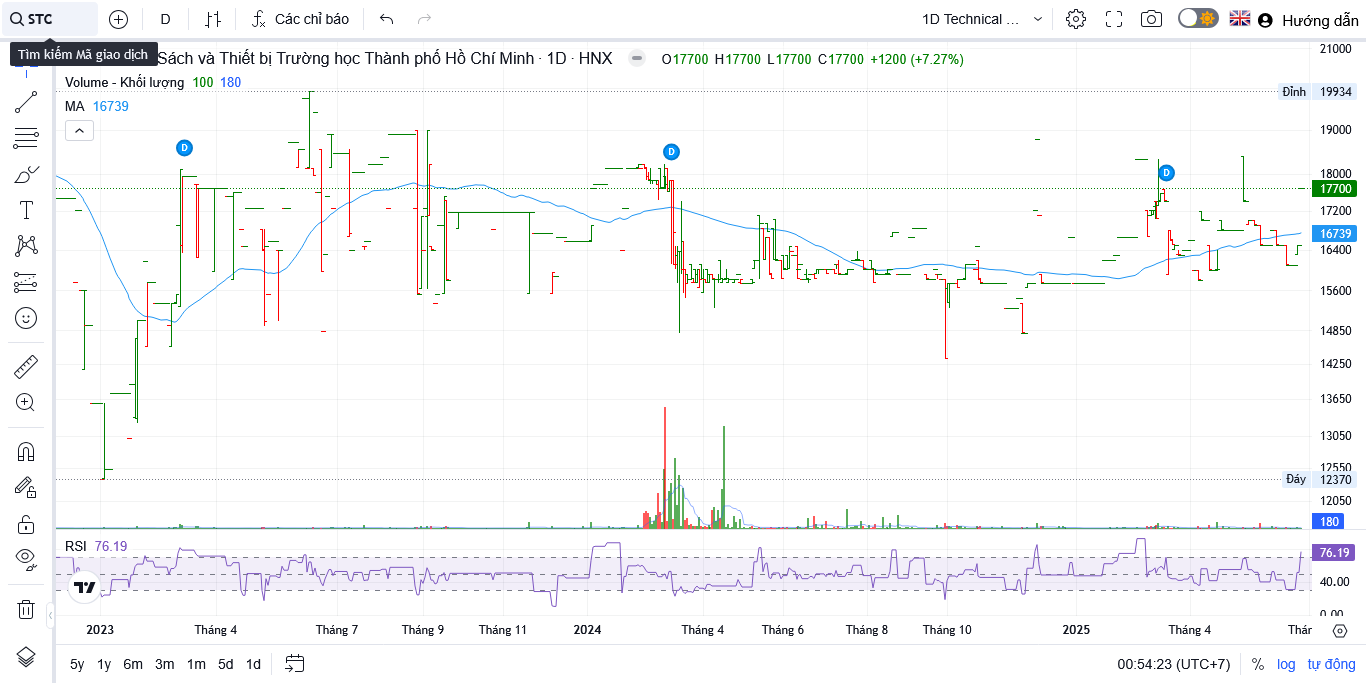 STC
D
Các chỉ báo
1D Technical ...
Hướng dẫn
Tìm kiếm Mã giao dịch
Sách và Thiết bị Trường học Thành phố Hồ Chí Minh · 1D · HNX
O17700 H17700 L17700 C17700 +1200 (+7.27%)
Volume - Khối lượng 100 180
MA 16739
D
D
D
21000
Đỉnh 19934
19000
18000
17700
17200
16739
16400
15600
14850
14250
13650
13050
12550
Đáy 12370
12050
180
RSI 76.19
76.19
40.00
0.00
2023
Tháng 4
Tháng 7
Tháng 9
Tháng 11
2024
Tháng 4
Tháng 6
Tháng 8
Tháng 10
2025
Tháng 4
Thár
5y 1y 6m 3m 1m 5d 1d
00:54:23 (UTC+7)
% log tự động